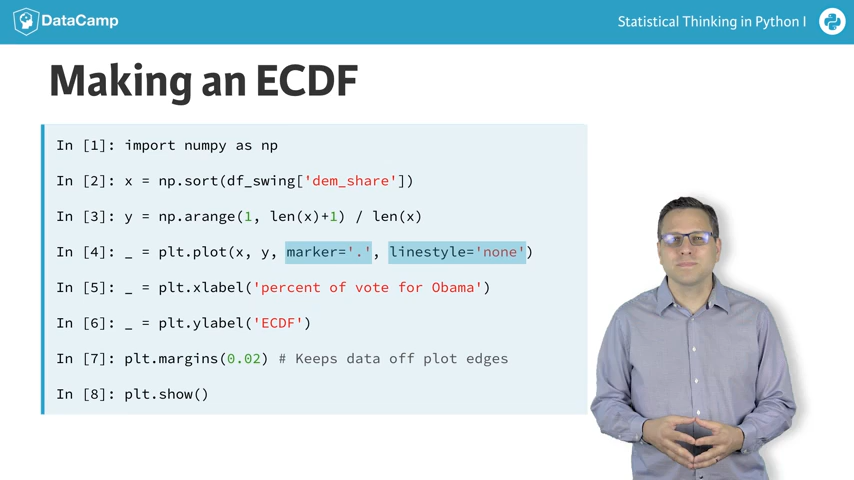 DataCamp
Statistical Thinking in Python I
Making an ECDF
In [1]: import numpy as np
In [2]: x = np.sort(df_swing['dem_share'])
In [3]: y = np.arange(1, len(x)+1) / len(x)
In [4]: _ = plt.plot(x, y, marker='.', linestyle='none')
In [5]: _ = plt.xlabel('percent of vote for Obama')
In [6]: _ = plt.ylabel('ECDF')
In [7]: plt.margins(0.02) # Keeps data off plot edges
In [8]: plt.show()